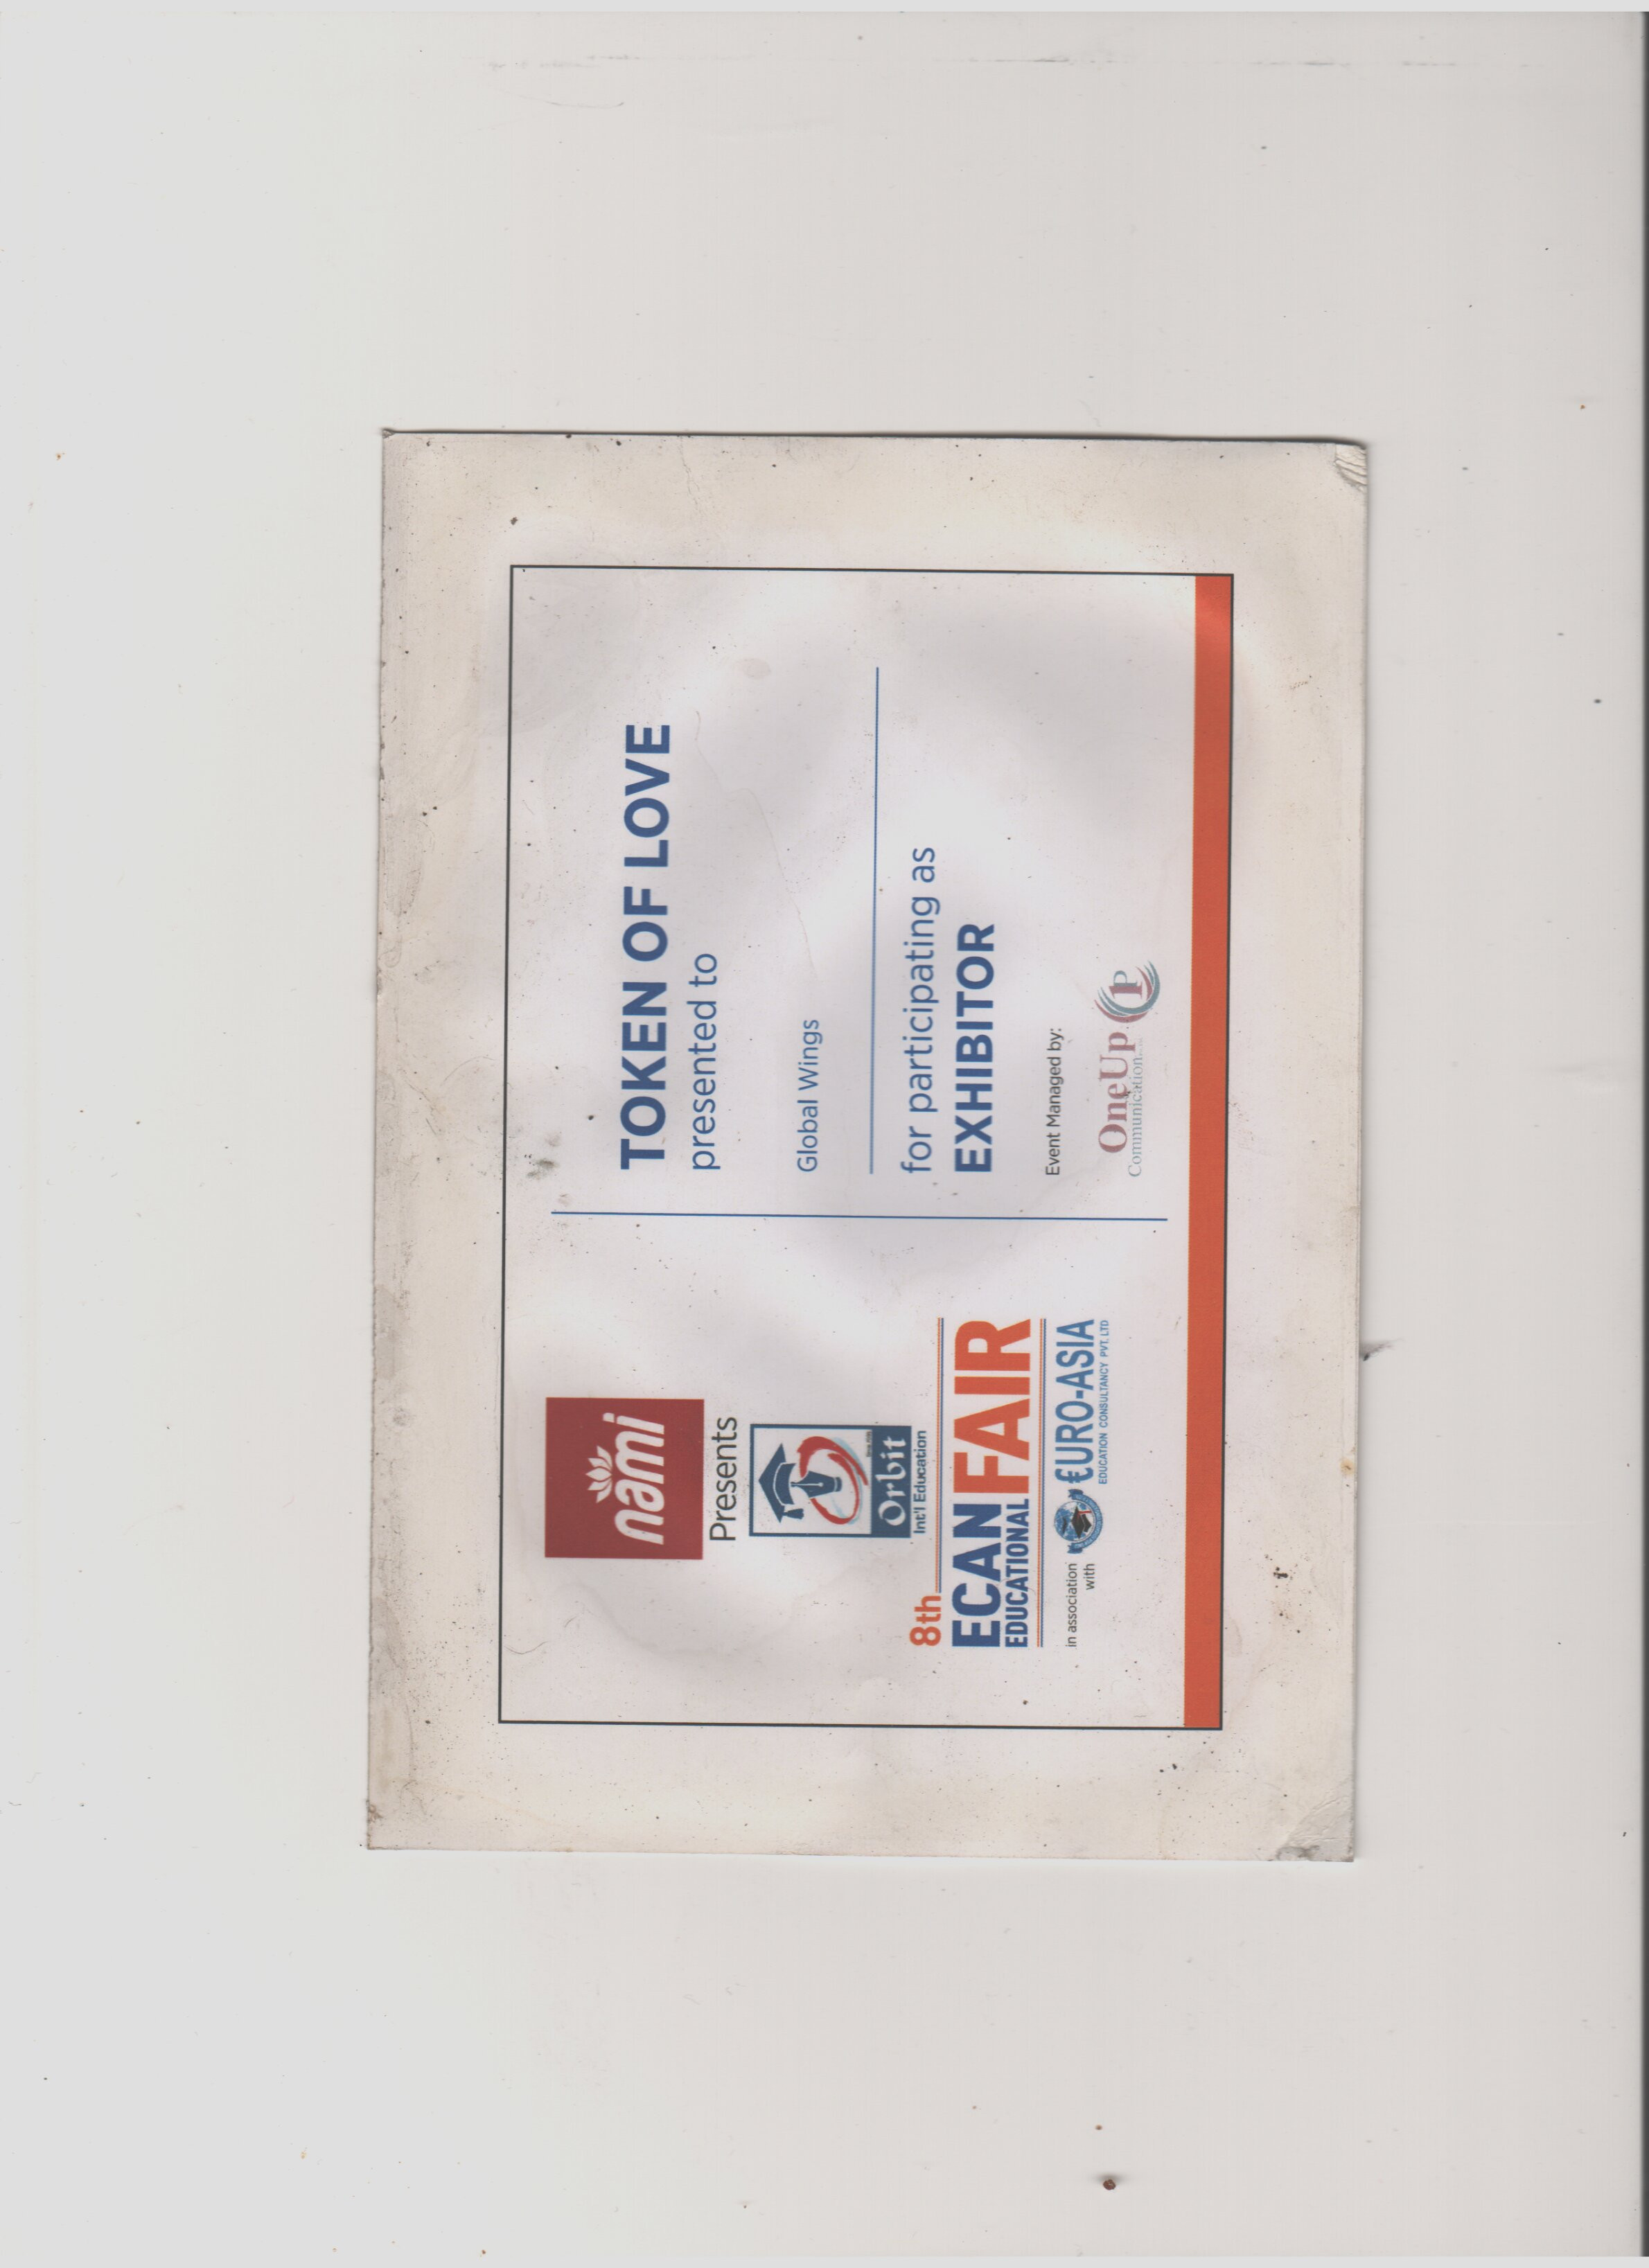 nami
Presents
Orbit
Int'l Education
8th
ECAN FAIR
EDUCATIONAL
in association
with
€URO-ASIA
EDUCATION CONSULTANCY PVT. LTD
TOKEN OF LOVE
presented to
Global Wings
for participating as
EXHIBITOR
Event Managed by:
OneUp
Communication....
1P